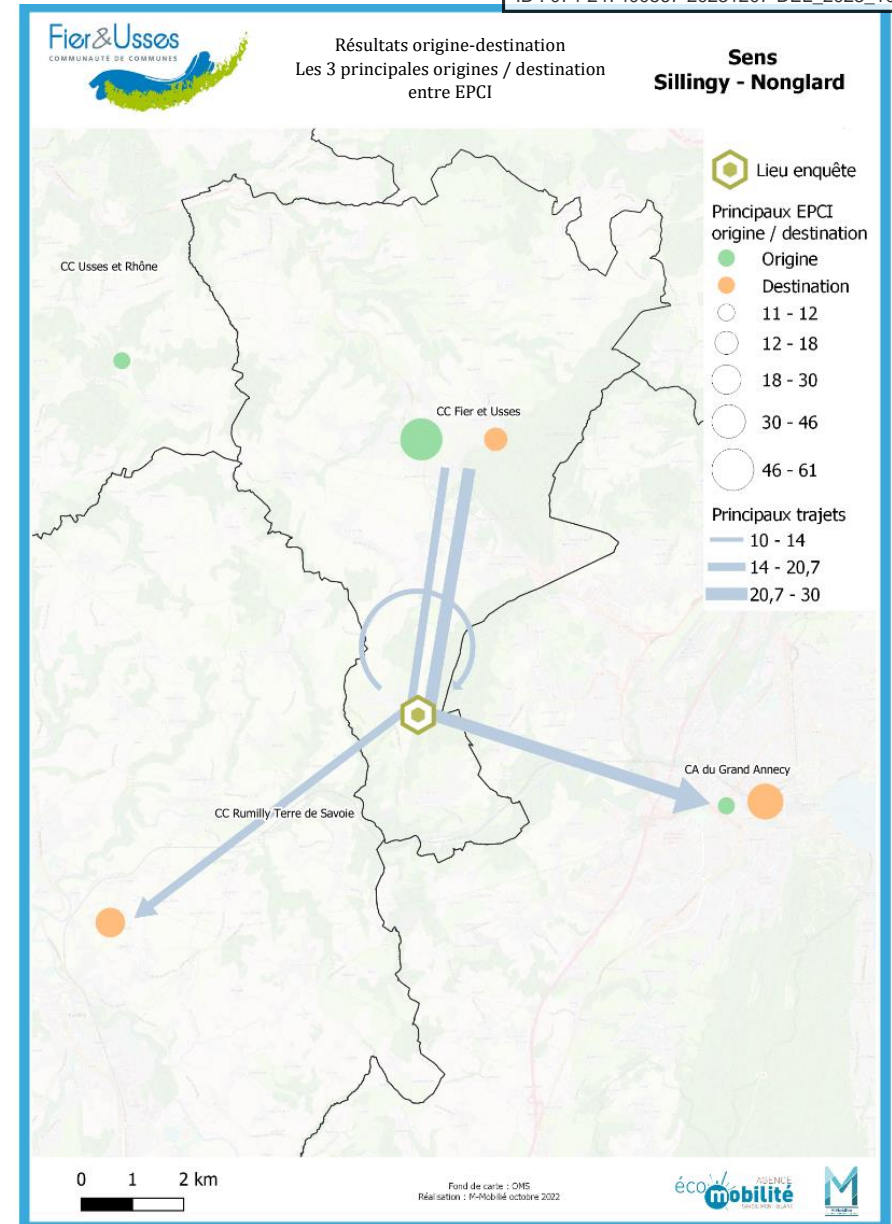 Fier&Usses
COMMUNAUTÉ DE COMMUNES
Résultats origine-destination
Les 3 principales origines / destination
entre EPCI
Sens
Sillingy - Nonglard
Lieu enquête
Principaux EPCI
origine / destination
Origine
Destination
11 - 12
12 - 18
18 - 30
30 - 46
46 - 61
Principaux trajets
10 - 14
14 - 20,7
20,7 - 30
CC Usses et Rhône
CC Fier et Usses
CA du Grand Annecy
CC Rumilly Terre de Savoie
0 1 2 km
Fond de carte : OMS
Réalisation : M-Mobilié octobre 2022
AGENCE
éco mobilité